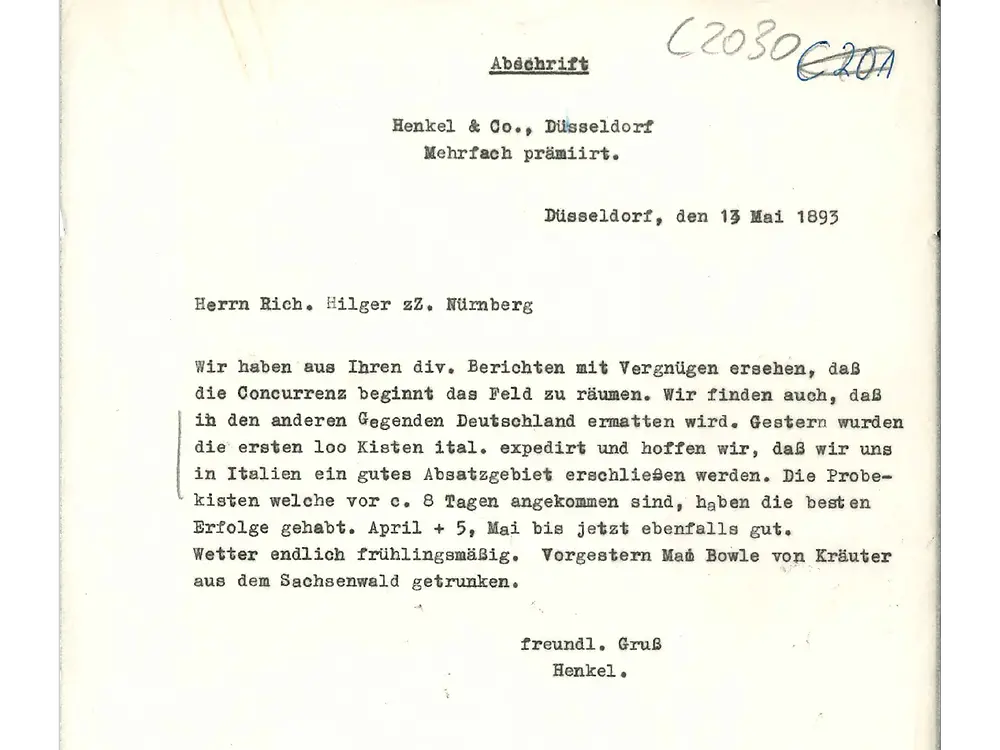 C2030
C201
Abschrift
Henkel & Co., Düsseldorf
Mehrfach prämiirt.
Düsseldorf, den 13 Mai 1893
Herrn Rich. Hilger zZ. Nürnberg
Wir haben aus Ihren div. Berichten mit Vergnügen ersehen, daß
die Concurrenz beginnt das Feld zu räumen. Wir finden auch, daß
in den anderen Gegenden Deutschland ermatten wird. Gestern wurden
die ersten loo Kisten ital. expedirt und hoffen wir, daß wir uns
in Italien ein gutes Absatzgebiet erschließen werden. Die Probe-
kisten welche vor c. 8 Tagen angekommen sind, haben die besten
Erfolge gehabt. April + 5, Mai bis jetzt ebenfalls gut.
Wetter endlich frühlingsmäßig. Vorgestern Mai Bowle von Kräuter
aus dem Sachsenwald getrunken.
freundl. Gruß
Henkel.